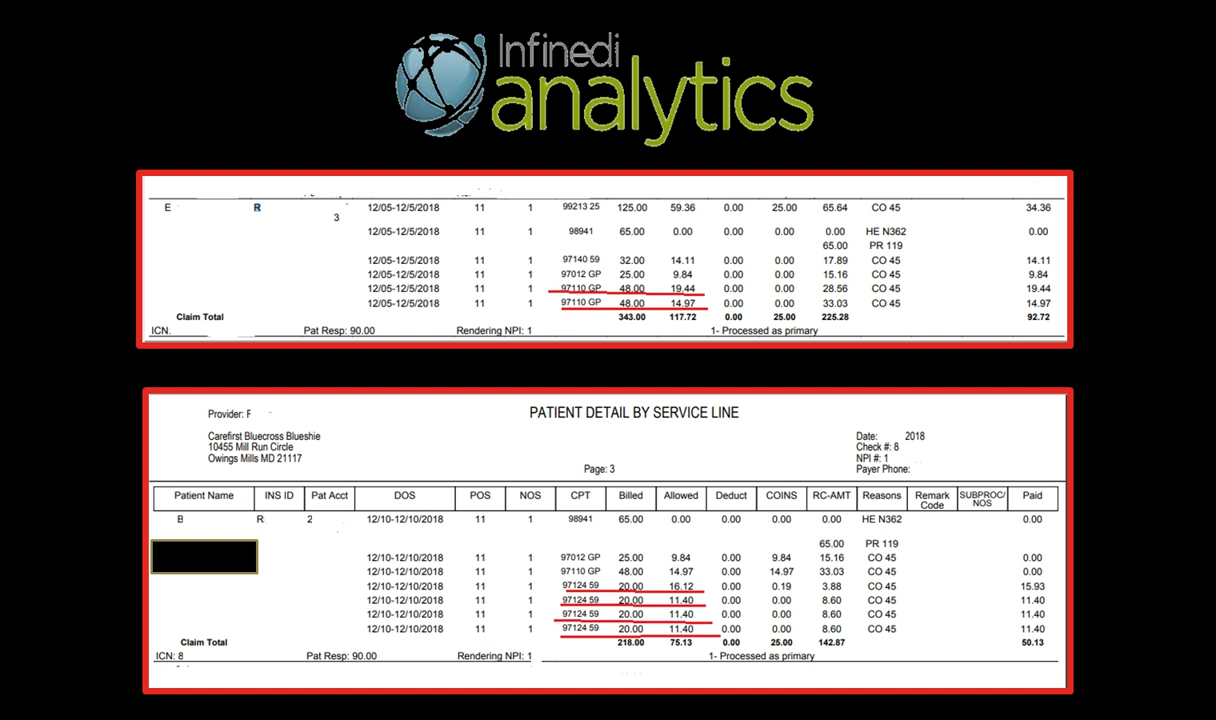 Infinedi
analytics
E R 12/05-12/5/2018 11 1 99213 25 125.00 59.36 0.00 25.00 65.64 CO 45 34.36
3
12/05-12/5/2018 11 1 98941 65.00 0.00 0.00 0.00 0.00 HE N362 0.00
65.00 PR 119
12/05-12/5/2018 11 1 97140 59 32.00 14.11 0.00 0.00 17.89 CO 45 14.11
12/05-12/5/2018 11 1 97012 GP 25.00 9.84 0.00 0.00 15.16 CO 45 9.84
12/05-12/5/2018 11 1 97110 GP 48.00 19.44 0.00 0.00 28.56 CO 45 19.44
12/05-12/5/2018 11 1 97110 GP 48.00 14.97 0.00 0.00 33.03 CO 45 14.97
Claim Total 343.00 117.72 0.00 25.00 225.28 92.72
ICN. Pat Resp: 90.00 Rendering NPI: 1 1- Processed as primary
Provider: F PATIENT DETAIL BY SERVICE LINE
Carefirst Bluecross Blueshie Date: 2018
10455 Mill Run Circle Check #: 8
Owings Mills MD 21117 NPI #: 1
Page: 3 Payer Phone:
Patient Name INS ID Pat Acct DOS POS NOS CPT Billed Allowed Deduct COINS RC-AMT Reasons Remark Code SUBPROC/ NOS Paid
B R 2 12/10-12/10/2018 11 1 98941 65.00 0.00 0.00 0.00 0.00 HE N362 0.00
65.00 PR 119
12/10-12/10/2018 11 1 97012 GP 25.00 9.84 0.00 9.84 15.16 CO 45 0.00
12/10-12/10/2018 11 1 97110 GP 48.00 14.97 0.00 14.97 33.03 CO 45 0.00
12/10-12/10/2018 11 1 97124 59 20.00 16.12 0.00 0.19 3.88 CO 45 15.93
12/10-12/10/2018 11 1 97124 59 20.00 11.40 0.00 0.00 8.60 CO 45 11.40
12/10-12/10/2018 11 1 97124 59 20.00 11.40 0.00 0.00 8.60 CO 45 11.40
12/10-12/10/2018 11 1 97124 59 20.00 11.40 0.00 0.00 8.60 CO 45 11.40
Claim Total 218.00 75.13 0.00 25.00 142.87 50.13
ICN: 8 Pat Resp: 90.00 Rendering NPI: 1 1- Processed as primary